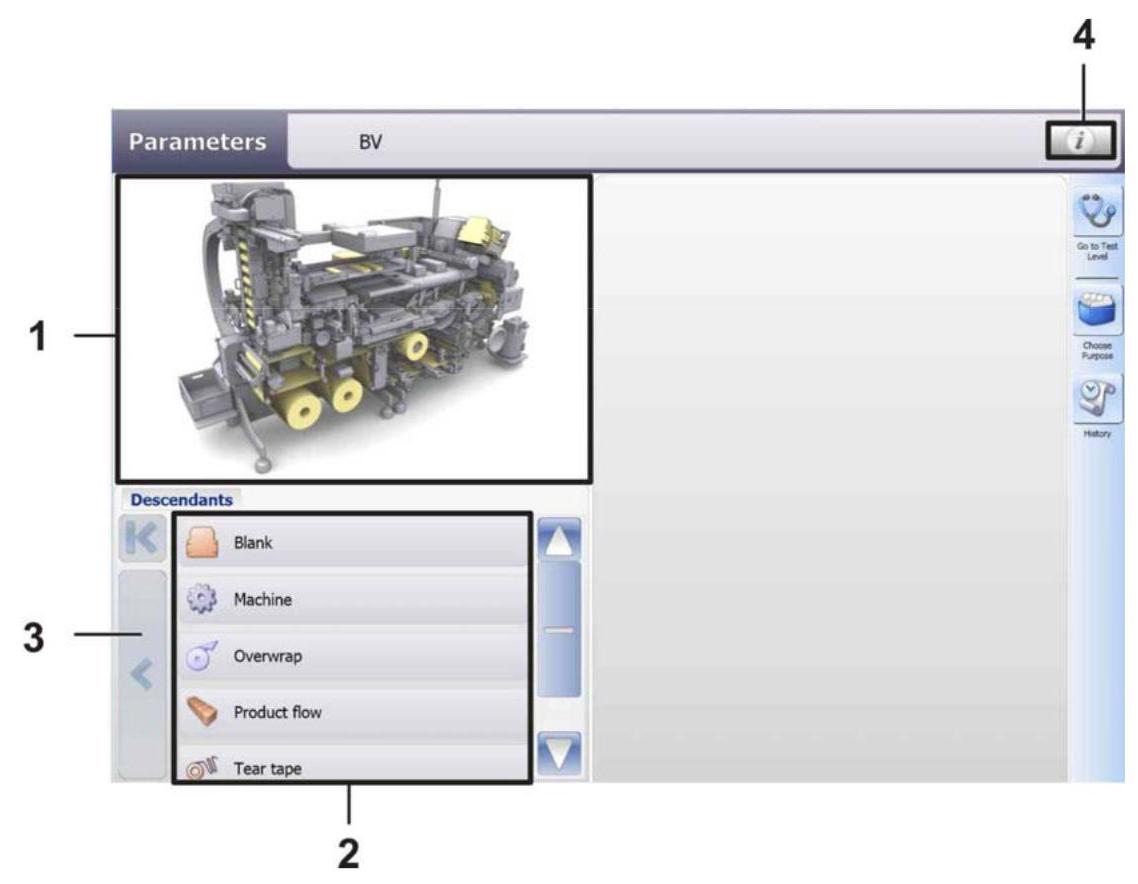 4
Parameters
BV
i
Go to Test
Level
1
Choose
Purpose
History
Descendants
Blank
Machine
3
Overwrap
Product flow
Tear tape
2